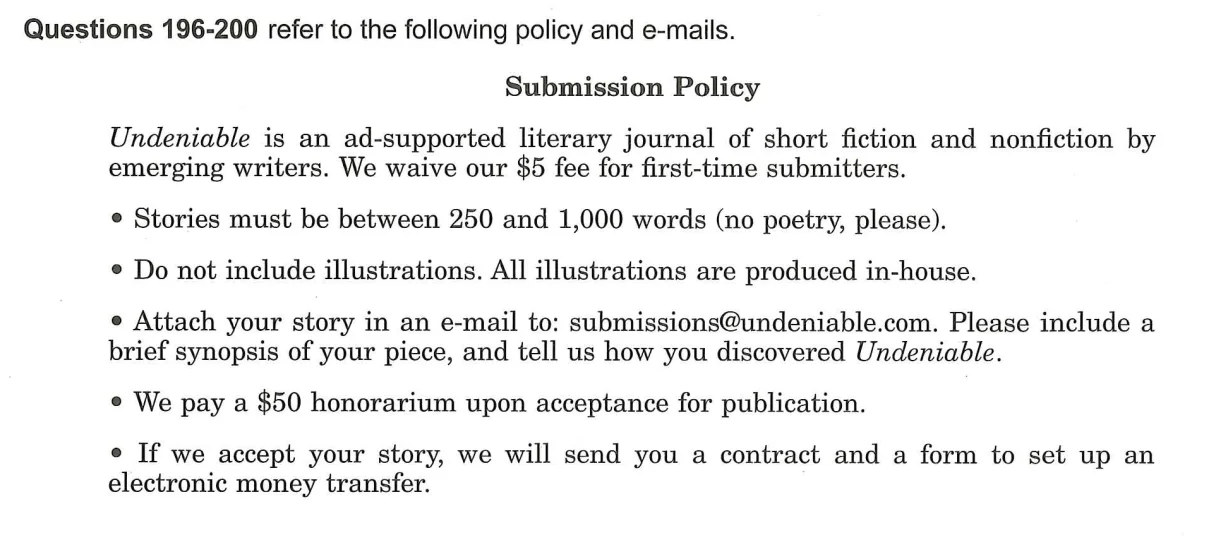 Questions 196-200 refer to the following policy and e-mails.
Submission Policy
Undeniable is an ad-supported literary journal of short fiction and nonfiction by
emerging writers. We waive our $5 fee for first-time submitters.
• Stories must be between 250 and 1,000 words (no poetry, please).
• Do not include illustrations. All illustrations are produced in-house.
• Attach your story in an e-mail to: submissions@undeniable.com. Please include a
brief synopsis of your piece, and tell us how you discovered Undeniable.
• We pay a $50 honorarium upon acceptance for publication.
• If we accept your story, we will send you a contract and a form to set up an
electronic money transfer.